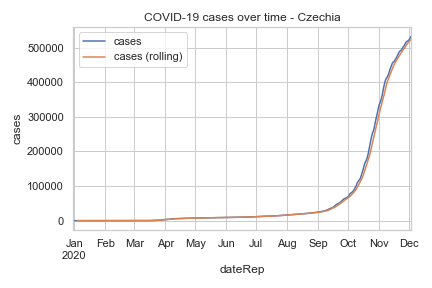 COVID-19 cases over time - Czechia
cases
cases (rolling)
500000
400000
300000
200000
100000
0
cases
Jan Feb Mar Apr May Jun Jul Aug Sep Oct Nov Dec
2020
dateRep